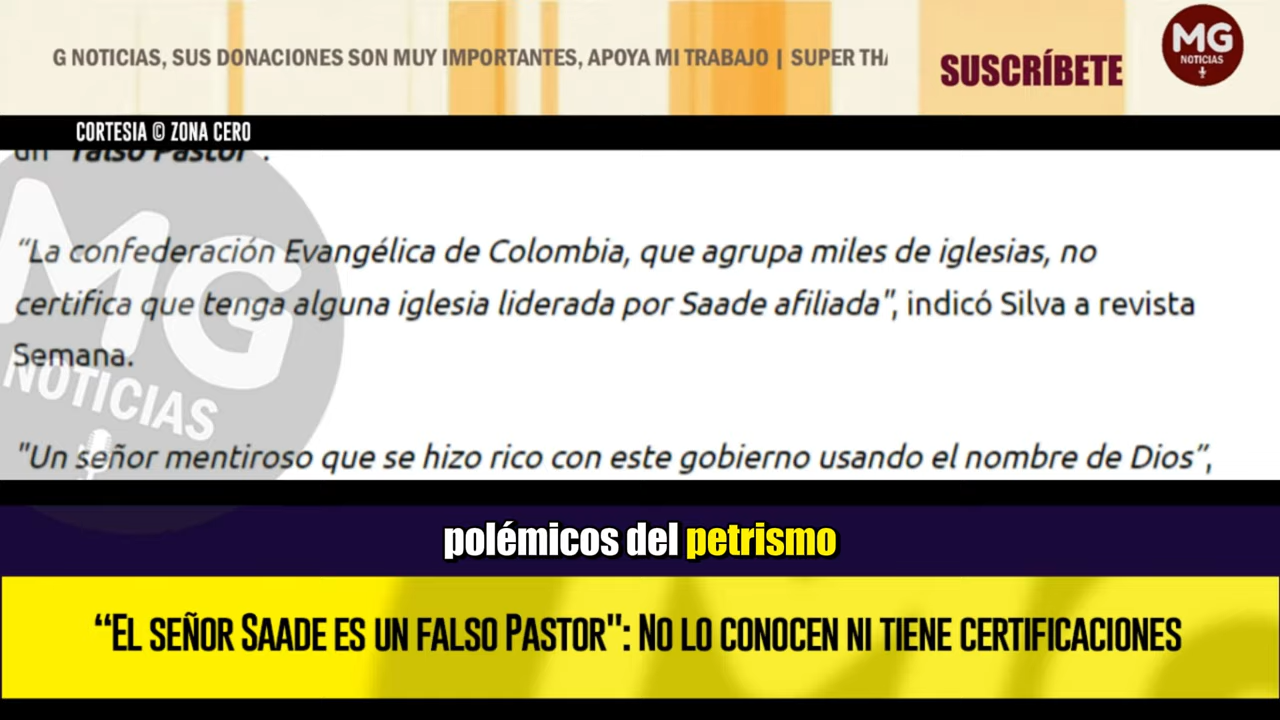 G NOTICIAS, SUS DONACIONES SON MUY IMPORTANTES, APOYA MI TRABAJO | SUPER
SUSCRÍBETE
MG
NOTICIAS
CORTESIA © ZONA CERO
un "falso Pastor".
“La confederación Evangélica de Colombia, que agrupa miles de iglesias, no
certifica que tenga alguna iglesia liderada por Saade afiliada", indicó Silva a revista
Semana.
MG
NOTICIAS
"Un señor mentiroso que se hizo rico con este gobierno usando el nombre de Dios”,
polémicos del petrismo
“EL SEÑOR SAADE ES UN FALSO PASTOR": NO LO CONOCEN NI TIENE CERTIFICACIONES